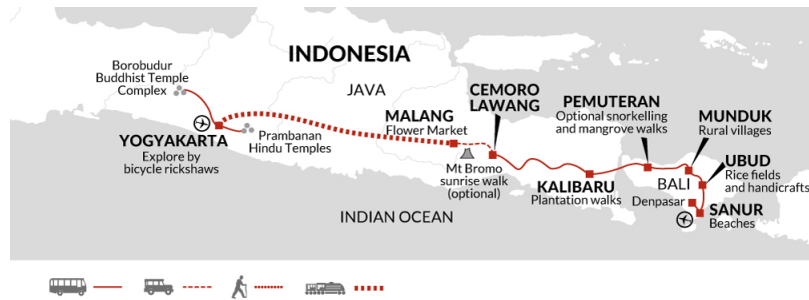 INDONESIA
Borobudur
Buddhist Temple
Complex
JAVA
YOGYAKARTA
Explore by
bicycle rickshaws
Prambanan
Hindu Temples
MALANG
Flower Market
CEMORO
LAWANG
Mt Bromo
sunrise walk
(optional)
PEMUTERAN
Optional snorkelling
and mangrove walks
KALIBARU
Plantation walks
MUNDUK
Rural villages
UBUD
Rice fields
and handicrafts
BALI
Denpasar
SANUR
Beaches
INDIAN OCEAN